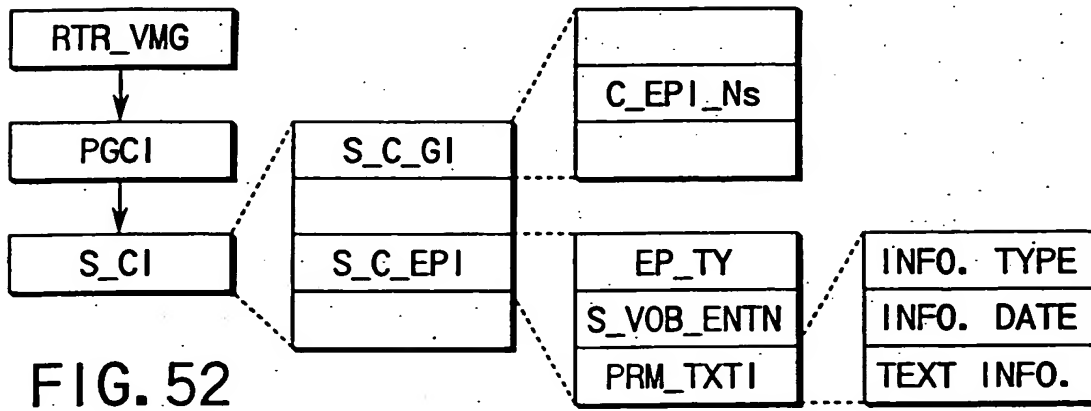 RTR_VMG
PGCI
S_CI
S_C_GI
S_C_EPI
C_EPI_Ns
EP_TY
S_VOB_ENTN
PRM_TXTI
INFO. TYPE
INFO. DATE
TEXT INFO.
FIG. 52